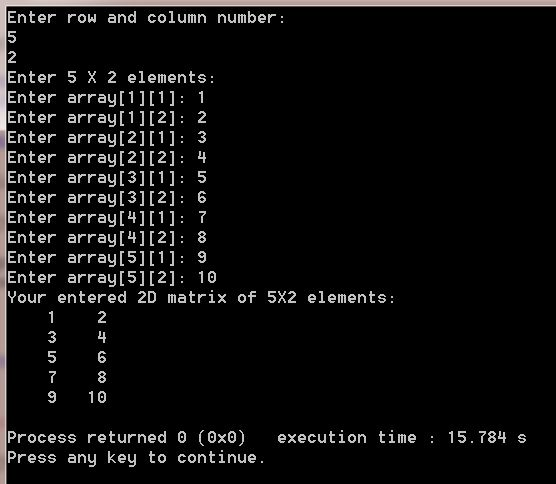 Enter row and column number:
5
2
Enter 5 X 2 elements:
Enter array[1][1]: 1
Enter array[1][2]: 2
Enter array[2][1]: 3
Enter array[2][2]: 4
Enter array[3][1]: 5
Enter array[3][2]: 6
Enter array[4][1]: 7
Enter array[4][2]: 8
Enter array[5][1]: 9
Enter array[5][2]: 10
Your entered 2D matrix of 5X2 elements:
    1    2
    3    4
    5    6
    7    8
    9   10
Process returned 0 (0x0)   execution time : 15.784 s
Press any key to continue.